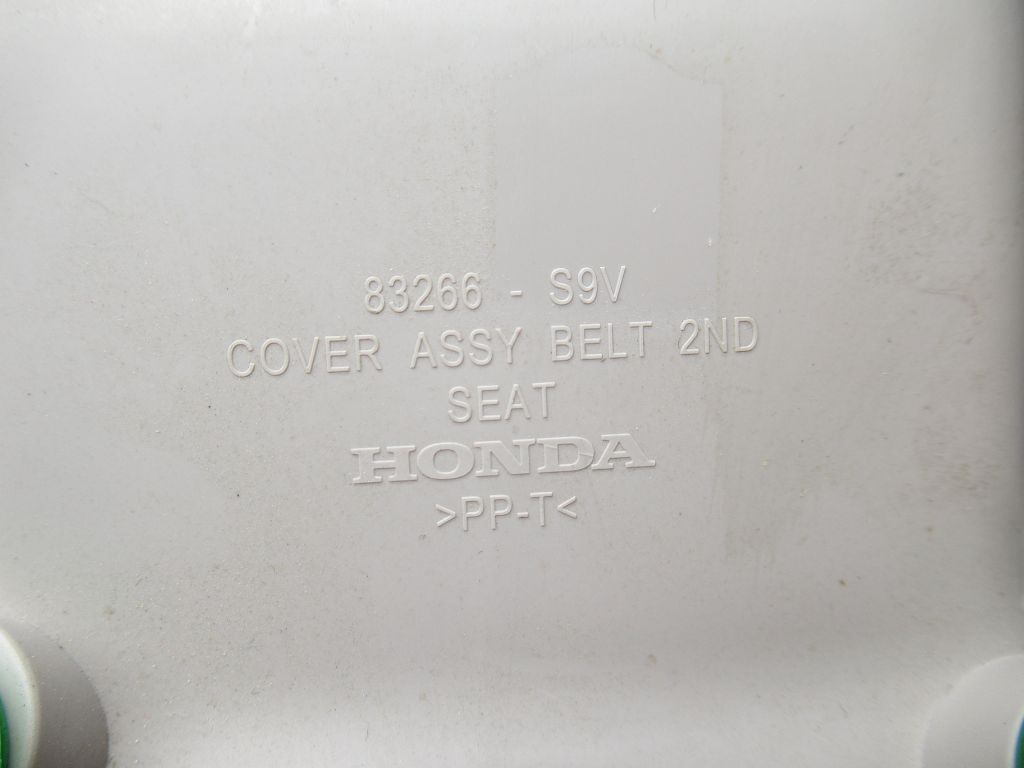 83266 - S9V
COVER ASSY BELT 2ND
SEAT
HONDA
>PP-T<